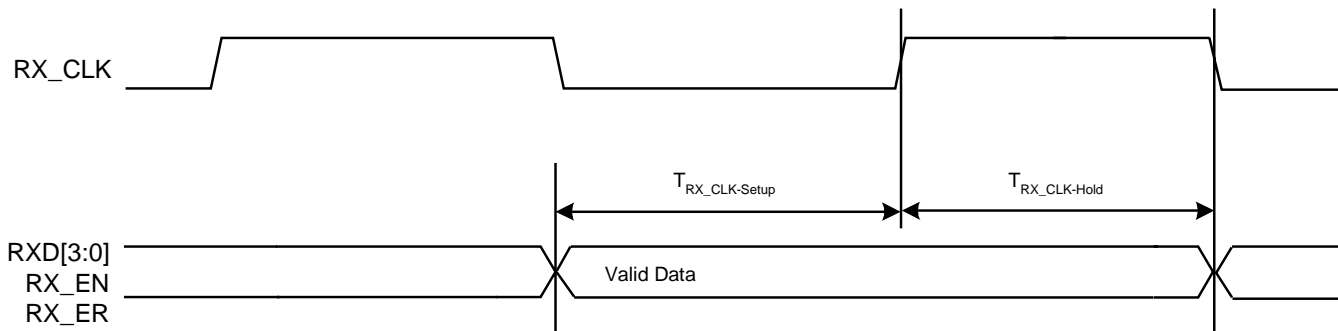 RX_CLK
T_RX_CLK-Setup
T_RX_CLK-Hold
RXD[3:0]
RX_EN
RX_ER
Valid Data